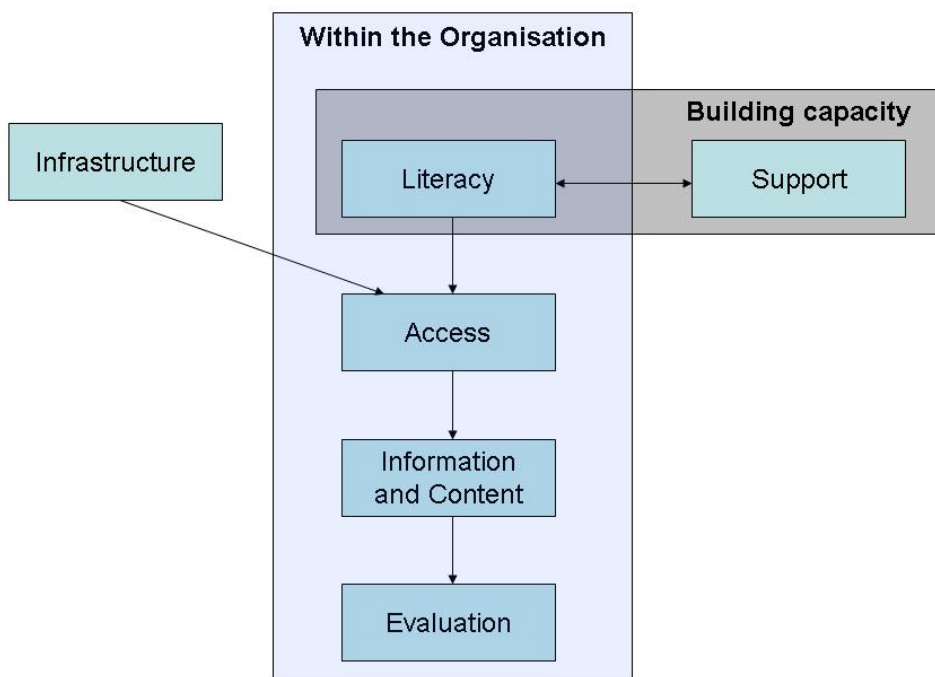 Within the Organisation
Building capacity
Infrastructure
Literacy
Support
Access
Information
and Content
Evaluation